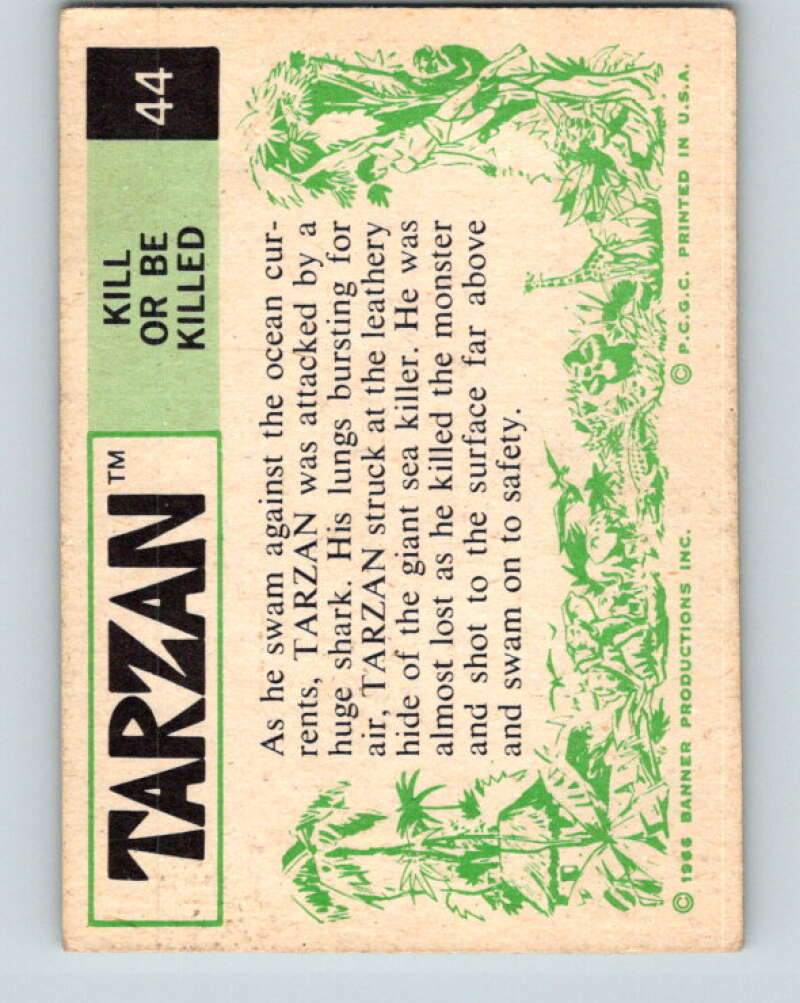 TARZAN™
KILL
OR BE
KILLED
44
As he swam against the ocean cur-
rents, TARZAN was attacked by a
huge shark. His lungs bursting for
air, TARZAN struck at the leathery
hide of the giant sea killer. He was
almost lost as he killed the monster
and shot to the surface far above
and swam on to safety.
© 1966 BANNER PRODUCTIONS INC. © P.C.G.C. PRINTED IN U.S.A.